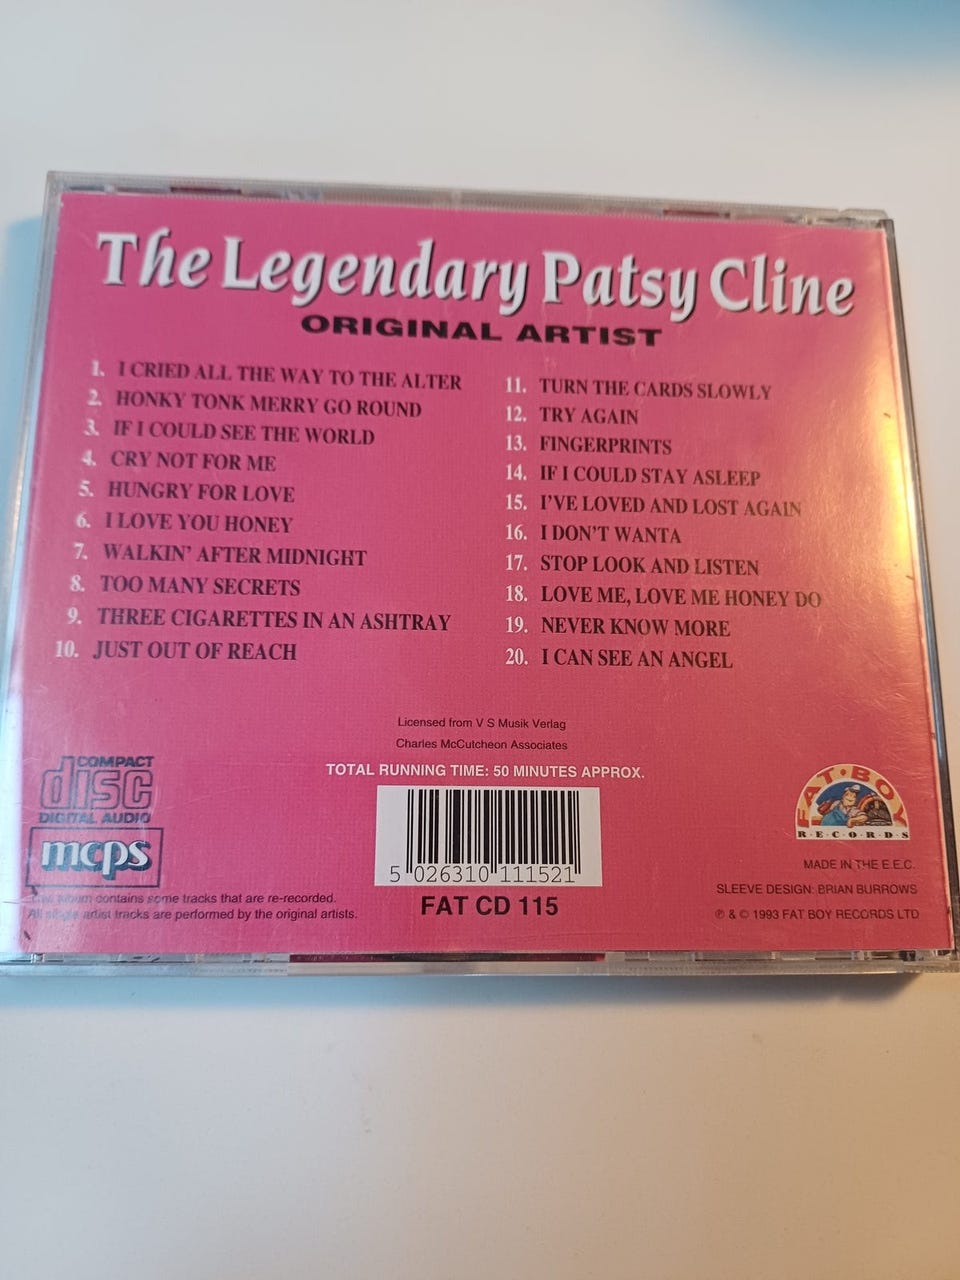 The Legendary Patsy Cline
ORIGINAL ARTIST
1. I CRIED ALL THE WAY TO THE ALTER
2. HONKY TONK MERRY GO ROUND
3. IF I COULD SEE THE WORLD
4. CRY NOT FOR ME
5. HUNGRY FOR LOVE
6. I LOVE YOU HONEY
7. WALKIN' AFTER MIDNIGHT
8. TOO MANY SECRETS
9. THREE CIGARETTES IN AN ASHTRAY
10. JUST OUT OF REACH
11. TURN THE CARDS SLOWLY
12. TRY AGAIN
13. FINGERPRINTS
14. IF I COULD STAY ASLEEP
15. I'VE LOVED AND LOST AGAIN
16. I DON'T WANTA
17. STOP LOOK AND LISTEN
18. LOVE ME, LOVE ME HONEY DO
19. NEVER KNOW MORE
20. I CAN SEE AN ANGEL
Licensed from V S Musik Verlag
Charles McCutcheon Associates
TOTAL RUNNING TIME: 50 MINUTES APPROX.
COMPACT
disc
DIGITAL AUDIO
mcps
This album contains some tracks that are re-recorded.
All single artist tracks are performed by the original artists.
5 026310 111521
FAT CD 115
FAT·BOY
R·E·C·O·R·D·S
MADE IN THE E.E.C.
SLEEVE DESIGN: BRIAN BURROWS
℗ & © 1993 FAT BOY RECORDS LTD